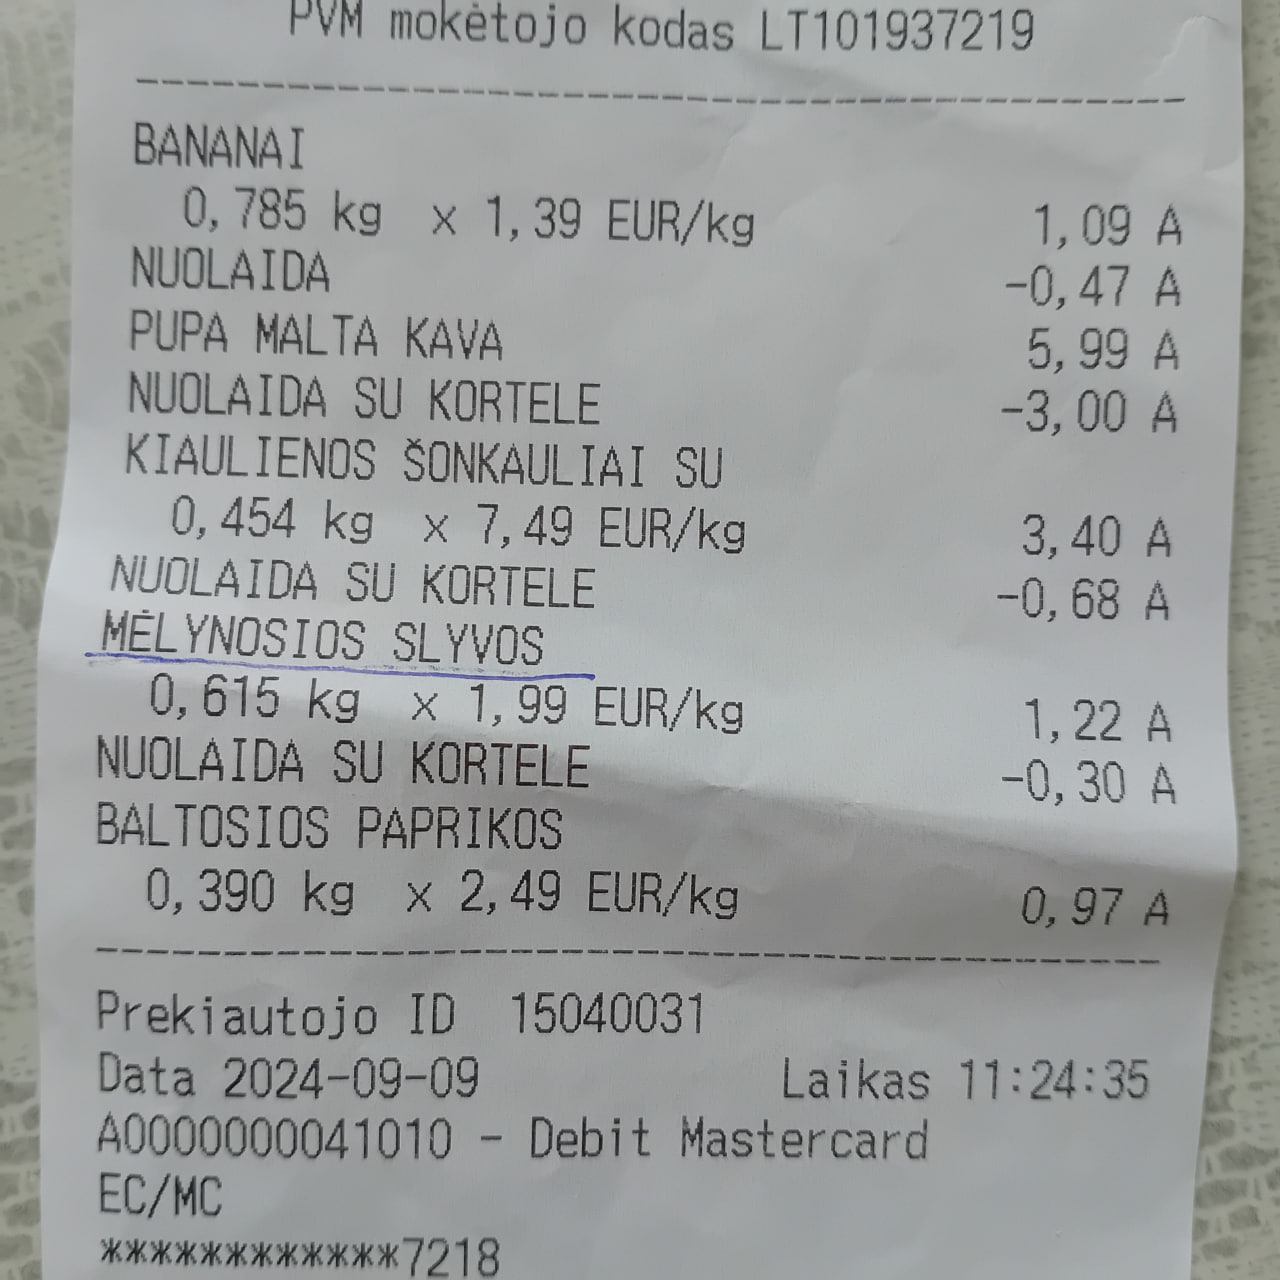 PVM mokėtojo kodas LT101937219
BANANAI
0,785 kg x 1,39 EUR/kg 1,09 A
NUOLAIDA -0,47 A
PUPA MALTA KAVA 5,99 A
NUOLAIDA SU KORTELE -3,00 A
KIAULIENOS ŠONKAULIAI SU
0,454 kg x 7,49 EUR/kg 3,40 A
NUOLAIDA SU KORTELE -0,68 A
MĖLYNOSIOS SLYVOS
0,615 kg x 1,99 EUR/kg 1,22 A
NUOLAIDA SU KORTELE -0,30 A
BALTOSIOS PAPRIKOS
0,390 kg x 2,49 EUR/kg 0,97 A
Prekiautojo ID 15040031
Data 2024-09-09 Laikas 11:24:35
A0000000041010 - Debit Mastercard
EC/MC
************7218